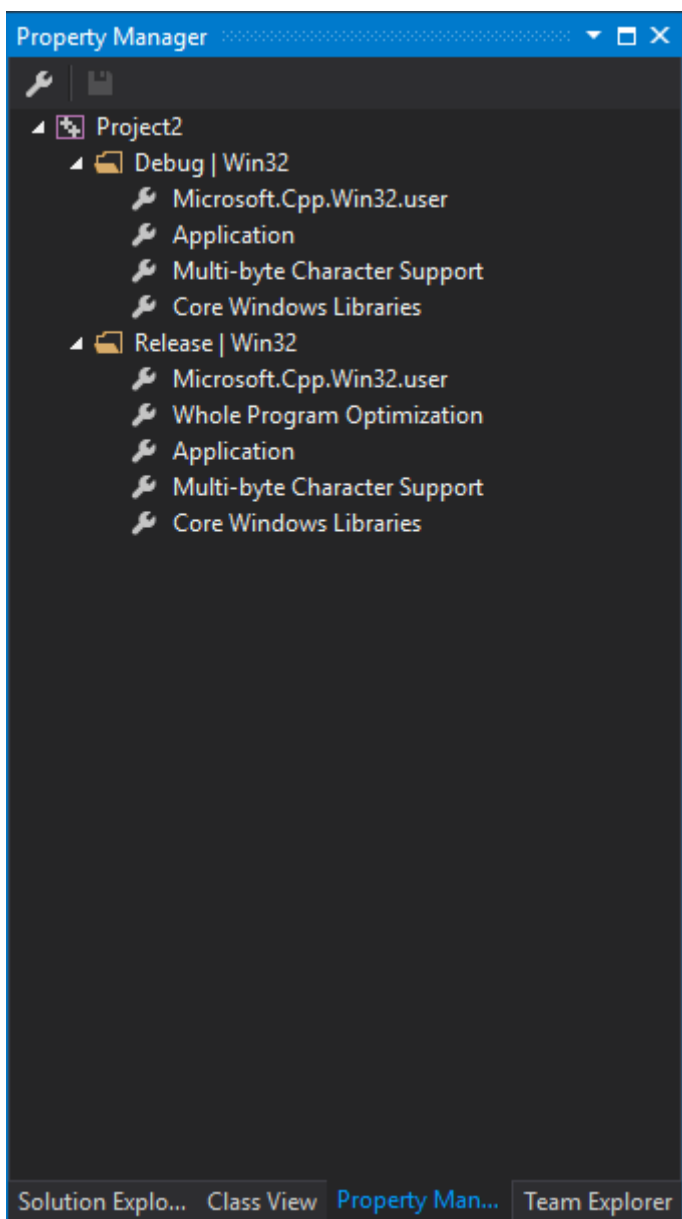 Property Manager
Project2
Debug | Win32
Microsoft.Cpp.Win32.user
Application
Multi-byte Character Support
Core Windows Libraries
Release | Win32
Microsoft.Cpp.Win32.user
Whole Program Optimization
Application
Multi-byte Character Support
Core Windows Libraries
Solution Explo... Class View Property Man... Team Explorer